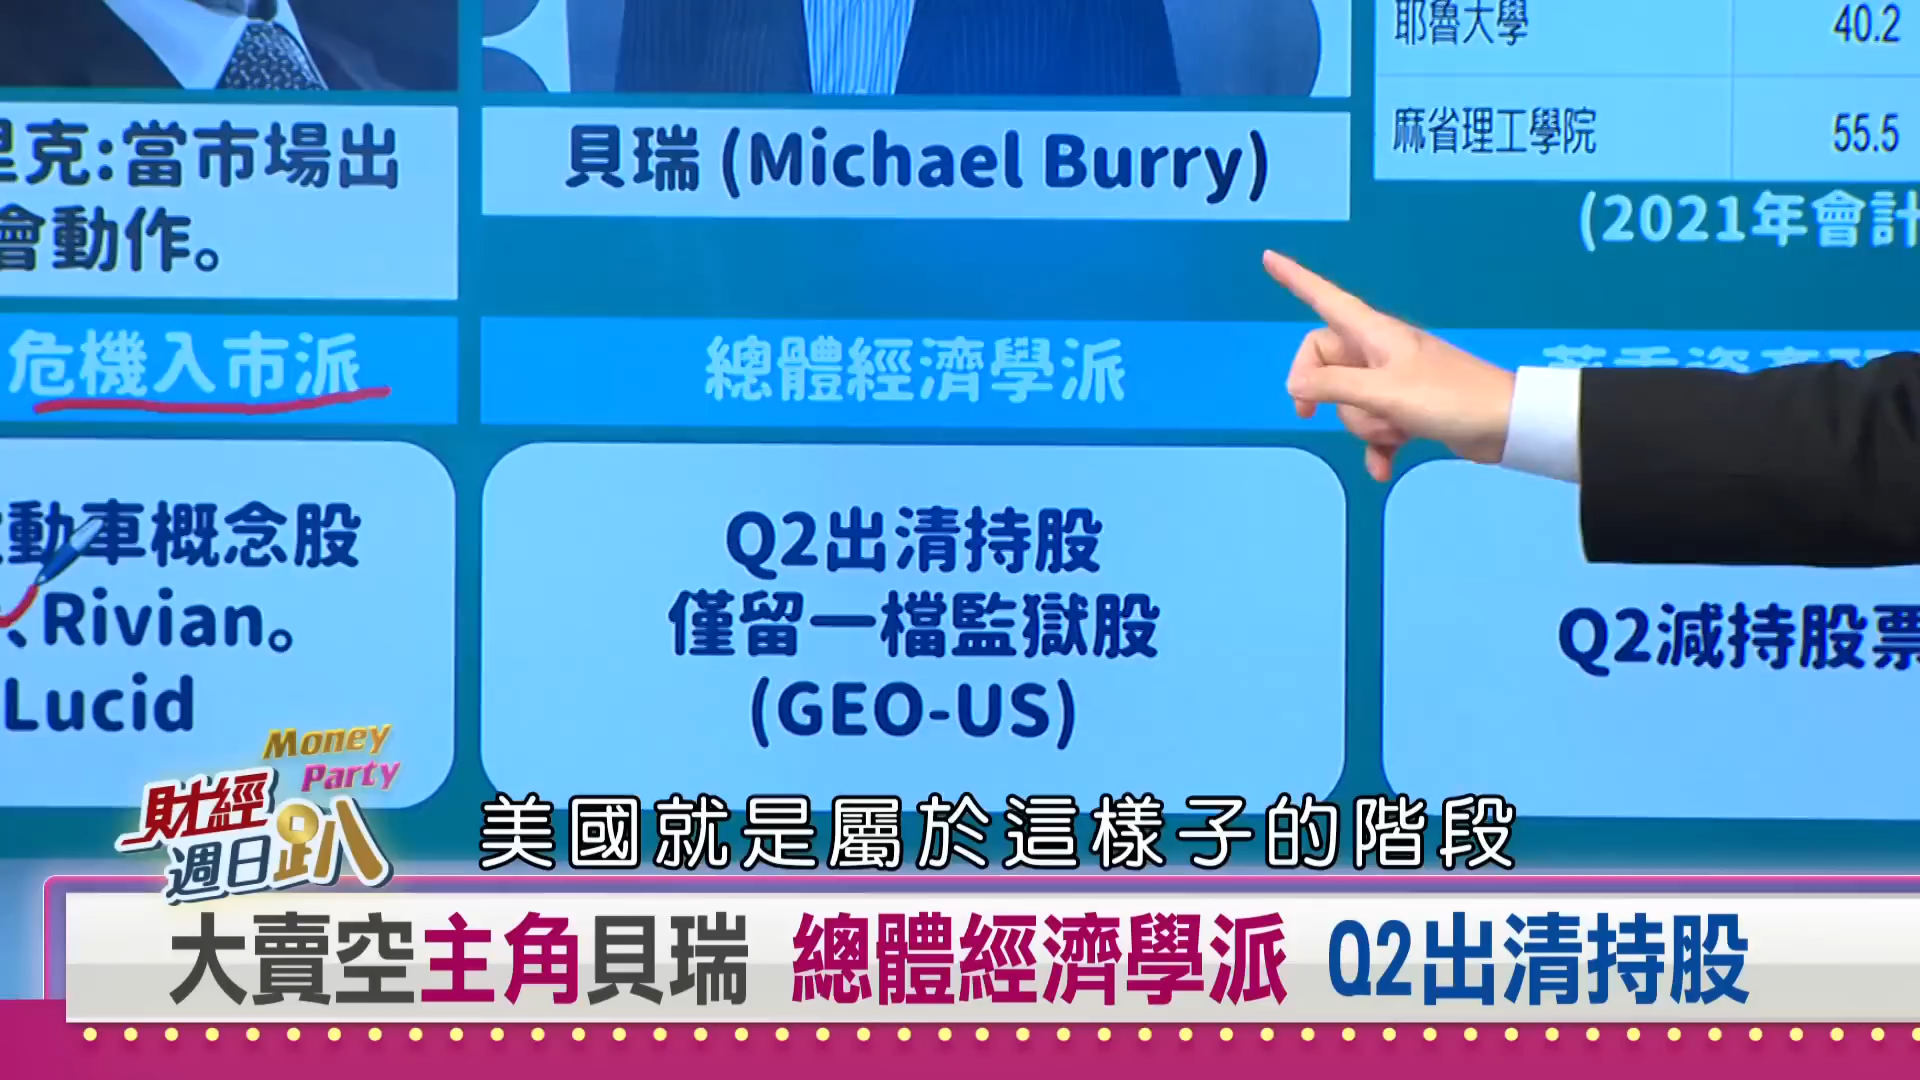 耶魯大學 40.2
麻省理工學院 55.5
(2021年會計
克:當市場出
會動作。
貝瑞 (Michael Burry)
危機入市派
總體經濟學派
動車概念股
、Rivian。
Lucid
Q2出清持股
僅留一檔監獄股
(GEO-US)
Q2減持股票
Money
Party
財經
週日趴
美國就是屬於這樣子的階段
大賣空主角貝瑞 總體經濟學派 Q2出清持股